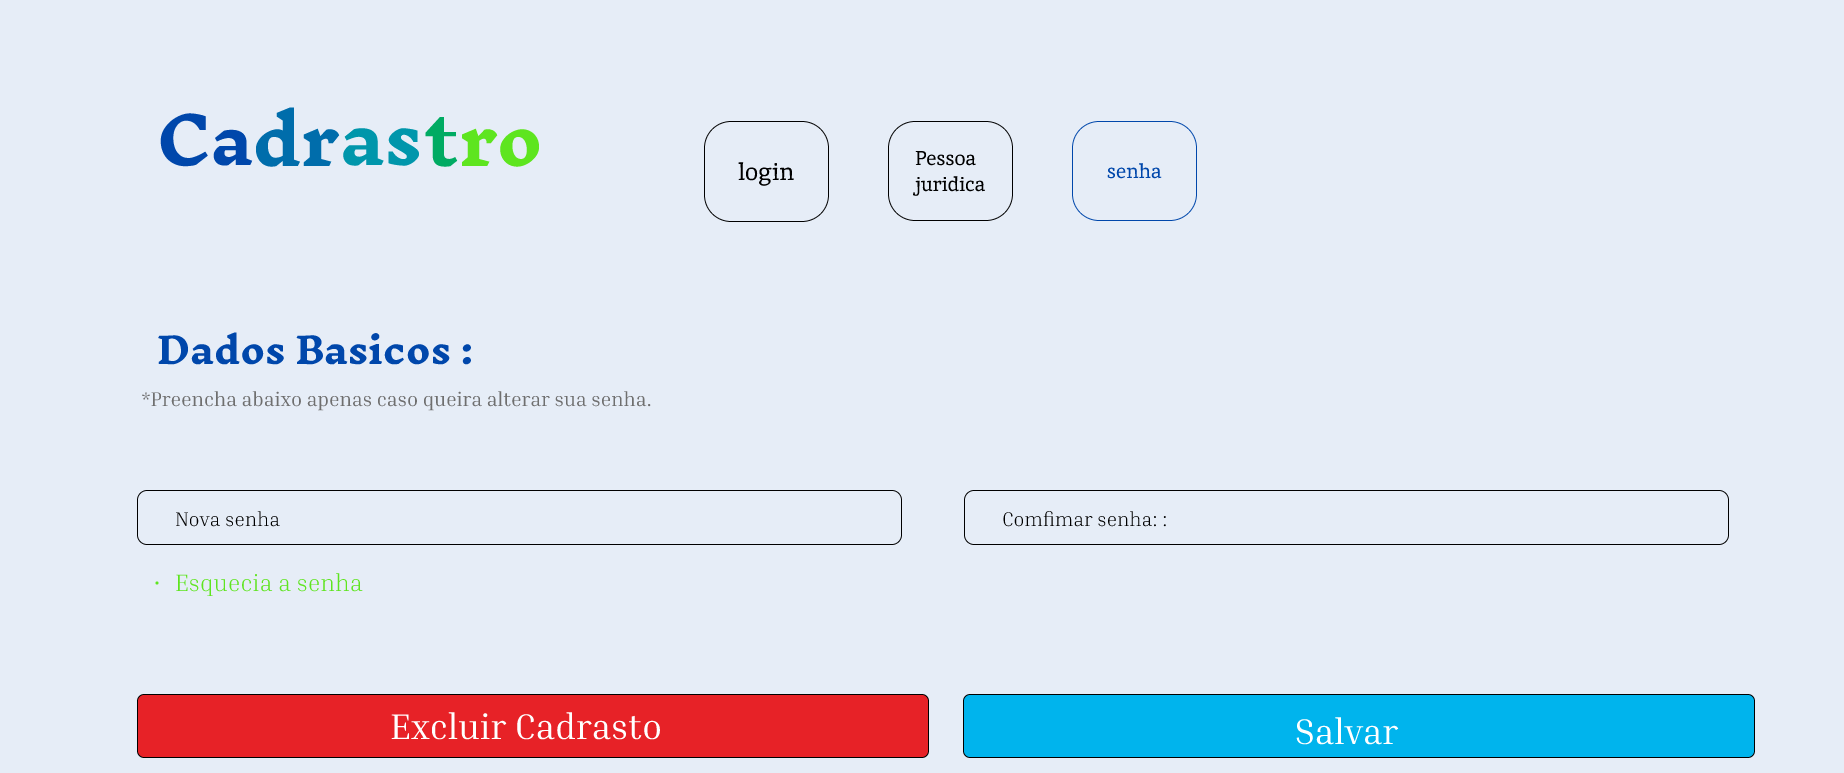 Cadrastro
login
Pessoa
juridica
senha
Dados Basicos :
*Preencha abaixo apenas caso queira alterar sua senha.
Nova senha
Comfimar senha: :
· Esquecia a senha
Excluir Cadrasto
Salvar